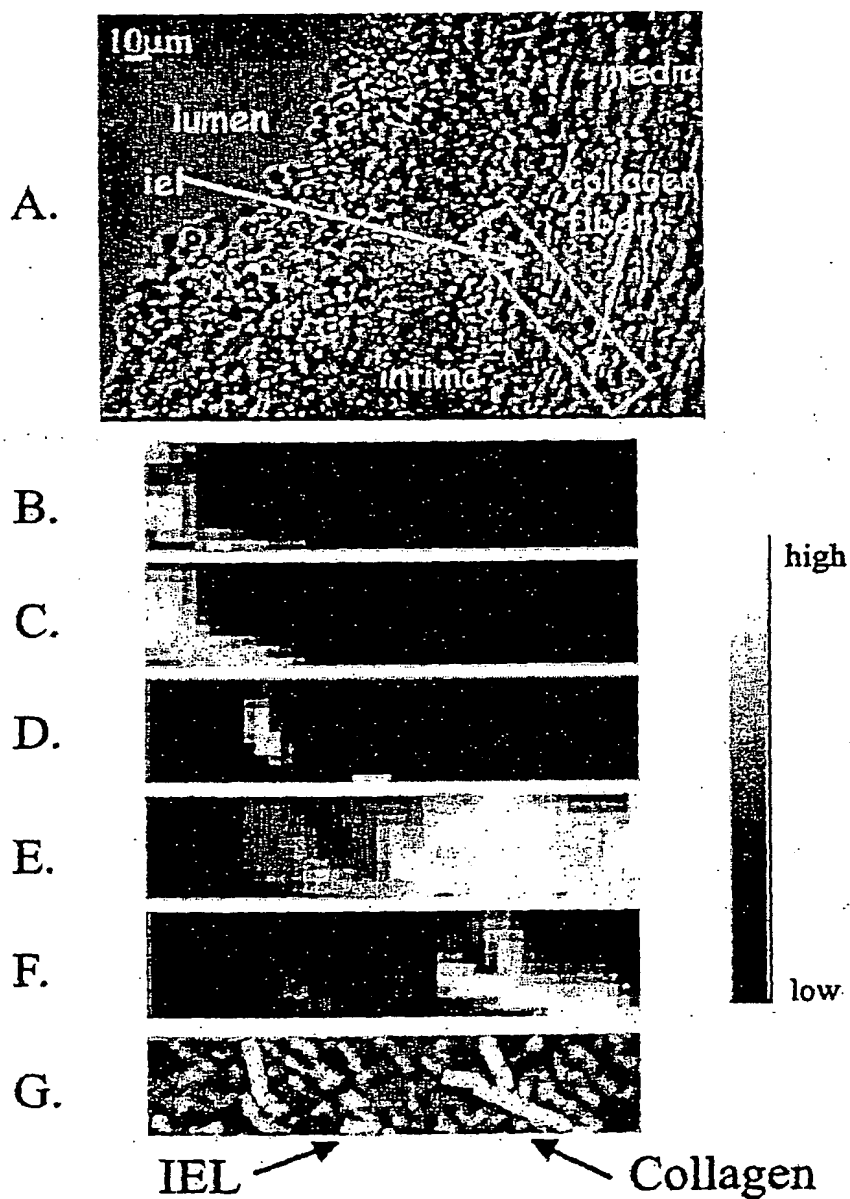 10µm
media
lumen
iel
collagen
fiber
intima
A.
B.
C.
D.
E.
F.
G.
high
low
IEL
Collagen